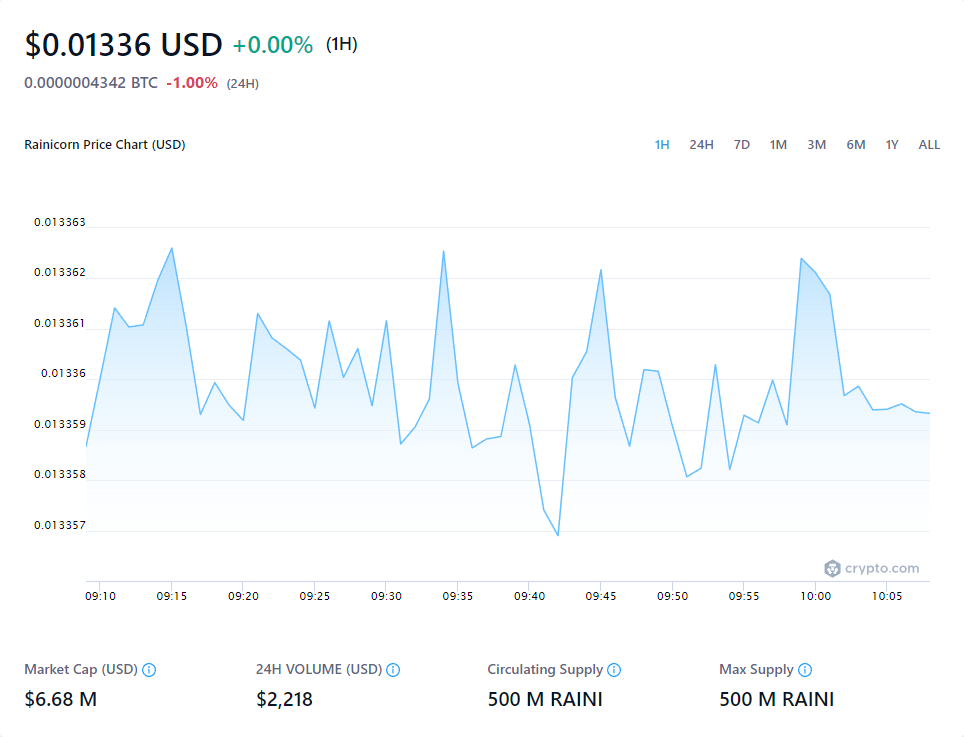 $0.01336 USD +0.00% (1H)
0.0000004342 BTC -1.00% (24H)
Rainicorn Price Chart (USD) 1H 24H 7D 1M 3M 6M 1Y ALL
0.013363
0.013362
0.013361
0.01336
0.013359
0.013358
0.013357
crypto.com
09:10 09:15 09:20 09:25 09:30 09:35 09:40 09:45 09:50 09:55 10:00 10:05
Market Cap (USD) 24H VOLUME (USD) Circulating Supply Max Supply
$6.68 M $2,218 500 M RAINI 500 M RAINI